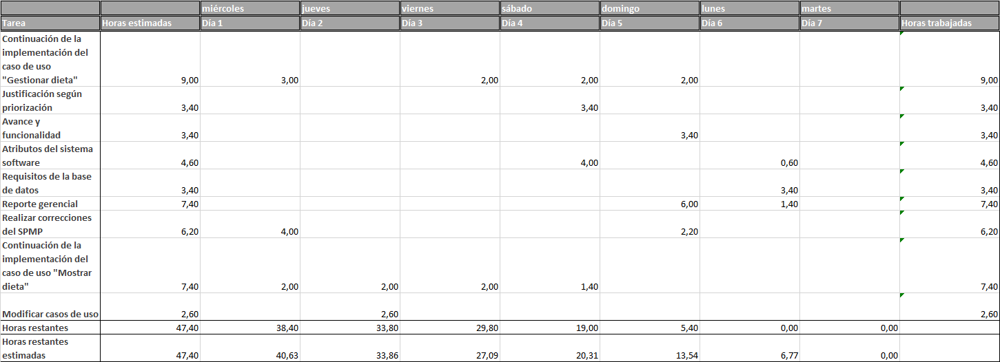 miércoles jueves viernes sábado domingo lunes martes
Tarea Horas estimadas Día 1 Día 2 Día 3 Día 4 Día 5 Día 6 Día 7 Horas trabajadas
Continuación de la
implementación del
caso de uso
"Gestionar dieta" 9,00 3,00 2,00 2,00 2,00 9,00
Justificación según
priorización 3,40 3,40 3,40
Avance y
funcionalidad 3,40 3,40 3,40
Atributos del sistema
software 4,60 4,00 0,60 4,60
Requisitos de la base
de datos 3,40 3,40 3,40
Reporte gerencial 7,40 6,00 1,40 7,40
Realizar correcciones
del SPMP 6,20 4,00 2,20 6,20
Continuación de la
implementación del
caso de uso "Mostrar
dieta" 7,40 2,00 2,00 2,00 1,40 7,40
Modificar casos de uso 2,60 2,60 2,60
Horas restantes 47,40 38,40 33,80 29,80 19,00 5,40 0,00 0,00
Horas restantes
estimadas 47,40 40,63 33,86 27,09 20,31 13,54 6,77 0,00